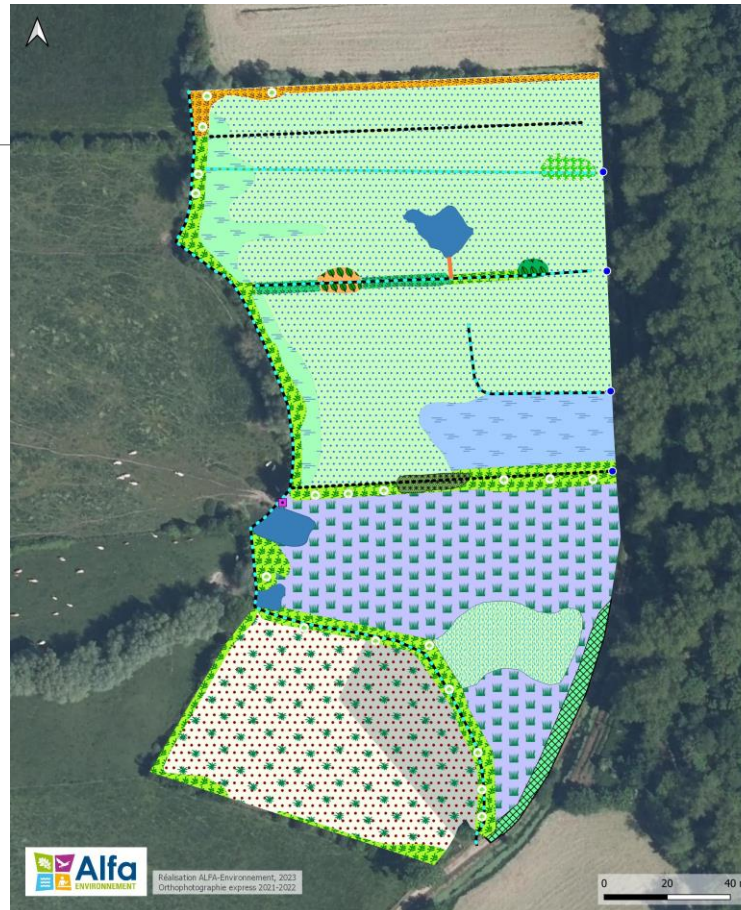 Alfa
ENVIRONNEMENT
Réalisation ALFA-Environnement, 2023
Orthophotographie express 2021-2022
0 20 40 m